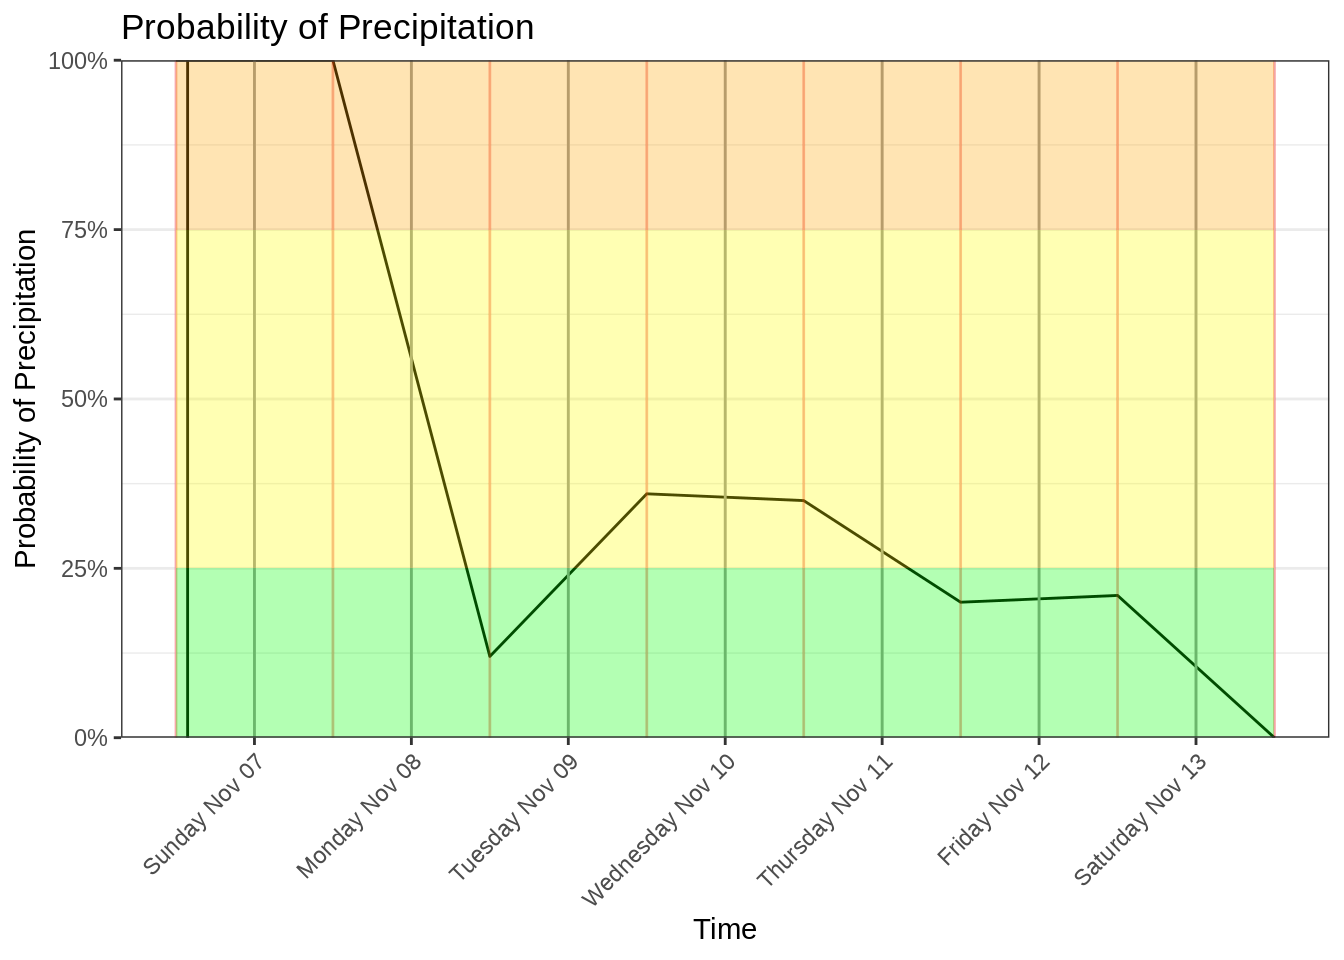 Probability of Precipitation
Probability of Precipitation
100%
75%
50%
25%
0%
Sunday Nov 07
Monday Nov 08
Tuesday Nov 09
Wednesday Nov 10
Thursday Nov 11
Friday Nov 12
Saturday Nov 13
Time